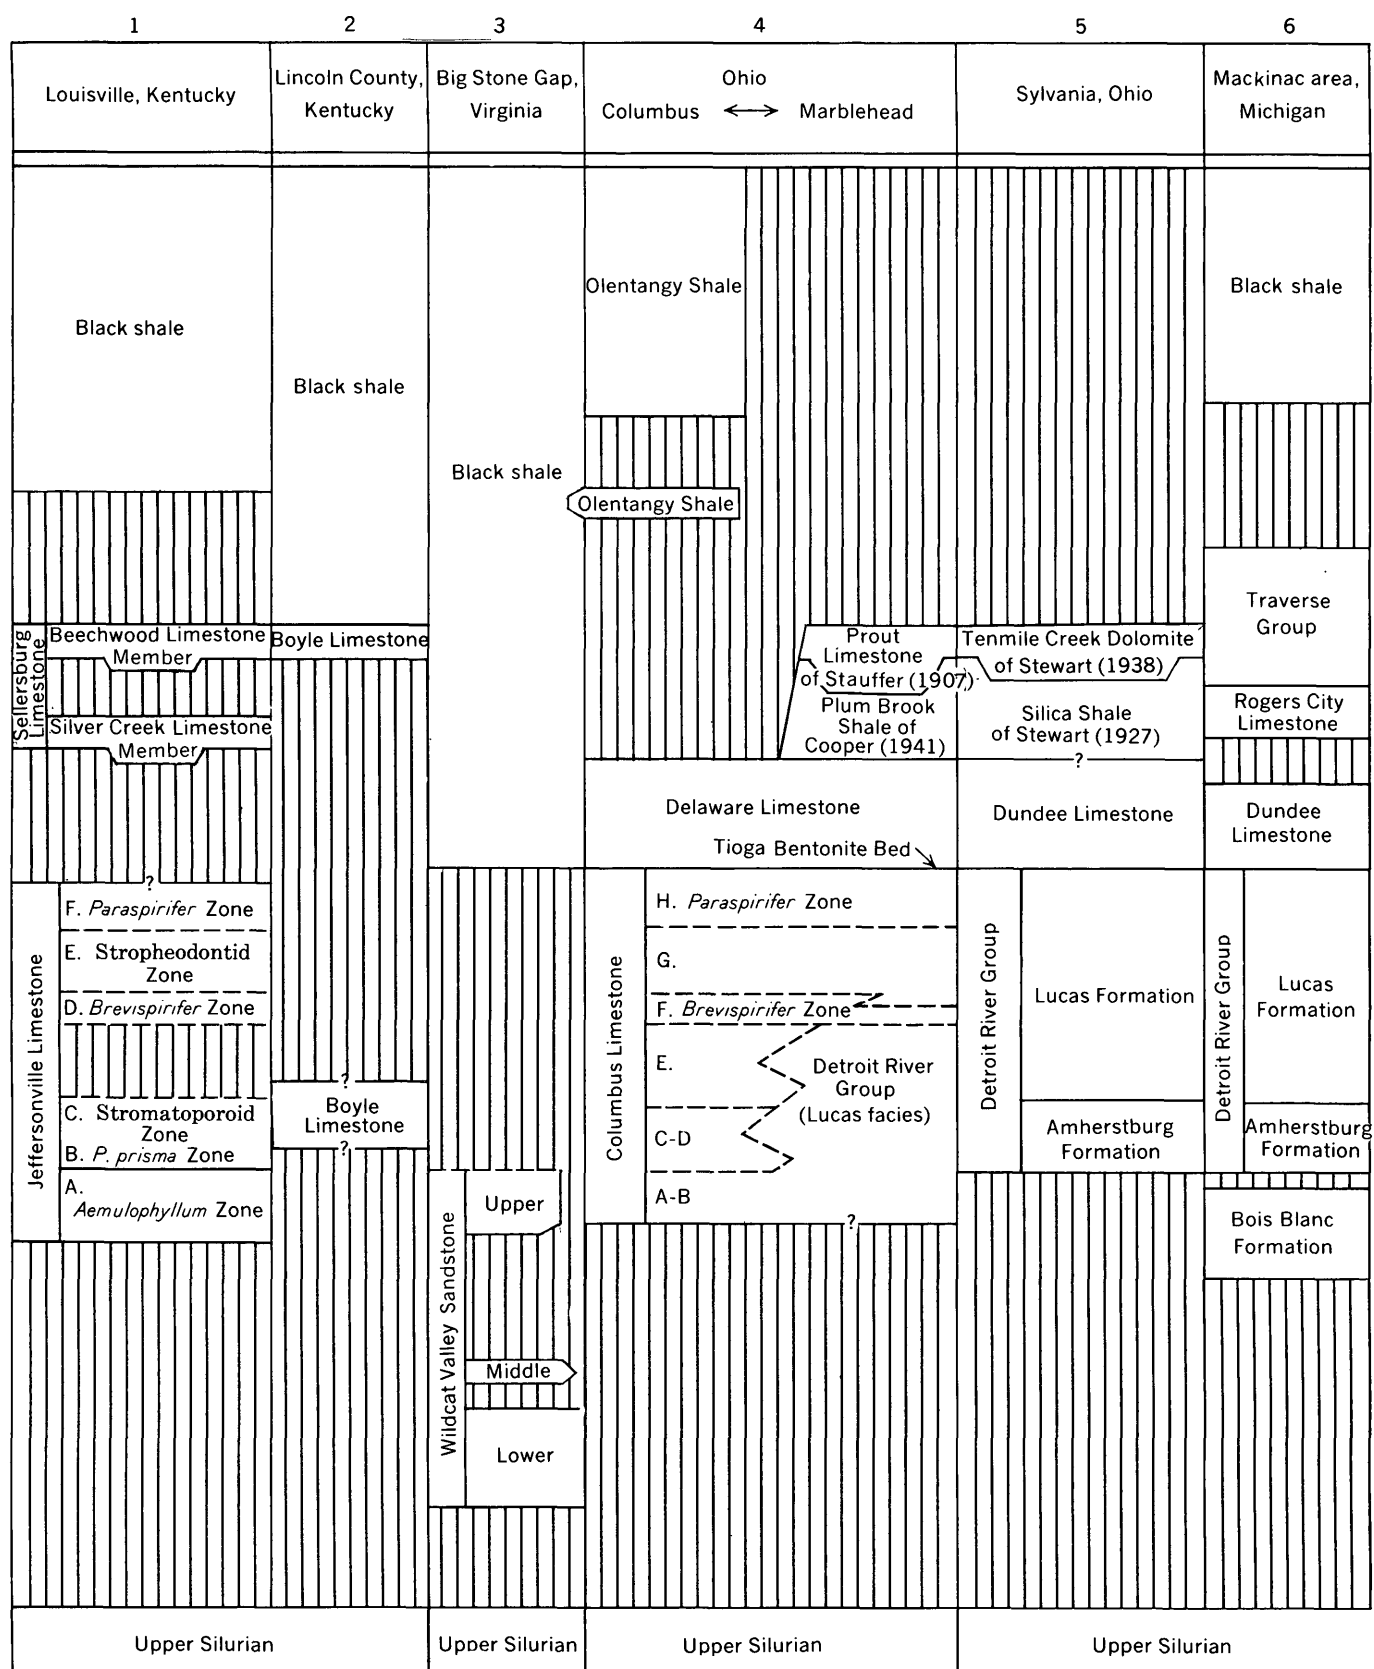 1
2
3
4
5
6
Louisville, Kentucky
Lincoln County,
Kentucky
Big Stone Gap,
Virginia
Ohio
Columbus ↔ Marblehead
Sylvania, Ohio
Mackinac area,
Michigan
Black shale
Beechwood Limestone
Member
Sellersburg
Limestone
Silver Creek Limestone
Member
?
Jeffersonville Limestone
F. Paraspirifer Zone
E. Stropheodontid
Zone
D. Brevispirifer Zone
C. Stromatoporoid
Zone
B. P. prisma Zone
A.
Aemulophyllum Zone
Black shale
Boyle Limestone
?
Boyle
Limestone
?
Black shale
Wildcat Valley Sandstone
Upper
Middle
Lower
Olentangy Shale
Olentangy Shale
Prout
Limestone
of Stauffer (1907)
Plum Brook
Shale of
Cooper (1941)
Delaware Limestone
Tioga Bentonite Bed
Columbus Limestone
H. Paraspirifer Zone
G.
F. Brevispirifer Zone
E.
Detroit River
Group
(Lucas facies)
C-D
A-B
?
Tenmile Creek Dolomite
of Stewart (1938)
Silica Shale
of Stewart (1927)
?
Dundee Limestone
Detroit River Group
Lucas Formation
Amherstburg
Formation
Black shale
Traverse
Group
Rogers City
Limestone
Dundee
Limestone
Detroit River Group
Lucas
Formation
Amherstburg
Formation
Bois Blanc
Formation
Upper Silurian
Upper Silurian
Upper Silurian
Upper Silurian